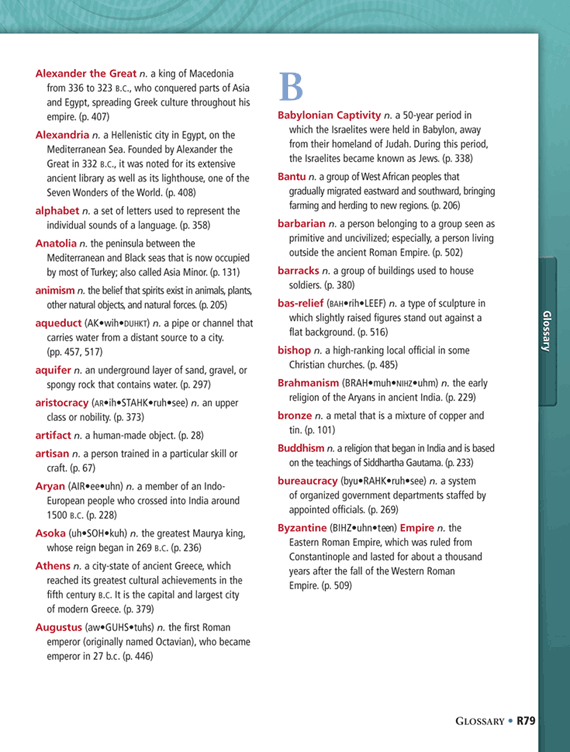 Alexander the Great n. a king of Macedonia
from 336 to 323 B.C., who conquered parts of Asia
and Egypt, spreading Greek culture throughout his
empire. (p. 407)
Alexandria n. a Hellenistic city in Egypt, on the
Mediterranean Sea. Founded by Alexander the
Great in 332 B.C., it was noted for its extensive
ancient library as well as its lighthouse, one of the
Seven Wonders of the World. (p. 408)
alphabet n. a set of letters used to represent the
individual sounds of a language. (p. 358)
Anatolia n. the peninsula between the
Mediterranean and Black seas that is now occupied
by most of Turkey; also called Asia Minor. (p. 131)
animism n. the belief that spirits exist in animals, plants,
other natural objects, and natural forces. (p. 205)
aqueduct (AK•wih•DUHKT) n. a pipe or channel that
carries water from a distant source to a city.
(pp. 457, 517)
aquifer n. an underground layer of sand, gravel, or
spongy rock that contains water. (p. 297)
aristocracy (AR•ih•STAHK•ruh•see) n. an upper
class or nobility. (p. 373)
artifact n. a human-made object. (p. 28)
artisan n. a person trained in a particular skill or
craft. (p. 67)
Aryan (AIR•ee•uhn) n. a member of an Indo-
European people who crossed into India around
1500 B.C. (p. 228)
Asoka (uh•SOH•kuh) n. the greatest Maurya king,
whose reign began in 269 B.C. (p. 236)
Athens n. a city-state of ancient Greece, which
reached its greatest cultural achievements in the
fifth century B.C. It is the capital and largest city
of modern Greece. (p. 379)
Augustus (aw•GUHS•tuhs) n. the first Roman
emperor (originally named Octavian), who became
emperor in 27 b.c. (p. 446)
B
Babylonian Captivity n. a 50-year period in
which the Israelites were held in Babylon, away
from their homeland of Judah. During this period,
the Israelites became known as Jews. (p. 338)
Bantu n. a group of West African peoples that
gradually migrated eastward and southward, bringing
farming and herding to new regions. (p. 206)
barbarian n. a person belonging to a group seen as
primitive and uncivilized; especially, a person living
outside the ancient Roman Empire. (p. 502)
barracks n. a group of buildings used to house
soldiers. (p. 380)
bas-relief (BAH•rih•LEEF) n. a type of sculpture in
which slightly raised figures stand out against a
flat background. (p. 516)
bishop n. a high-ranking local official in some
Christian churches. (p. 485)
Brahmanism (BRAH•muh•NIHZ•uhm) n. the early
religion of the Aryans in ancient India. (p. 229)
bronze n. a metal that is a mixture of copper and
tin. (p. 101)
Buddhism n. a religion that began in India and is based
on the teachings of Siddhartha Gautama. (p. 233)
bureaucracy (byu•RAHK•ruh•see) n. a system
of organized government departments staffed by
appointed officials. (p. 269)
Byzantine (BIHZ•uhn•teen) Empire n. the
Eastern Roman Empire, which was ruled from
Constantinople and lasted for about a thousand
years after the fall of the Western Roman
Empire. (p. 509)
Glossary
GLOSSARY • R79